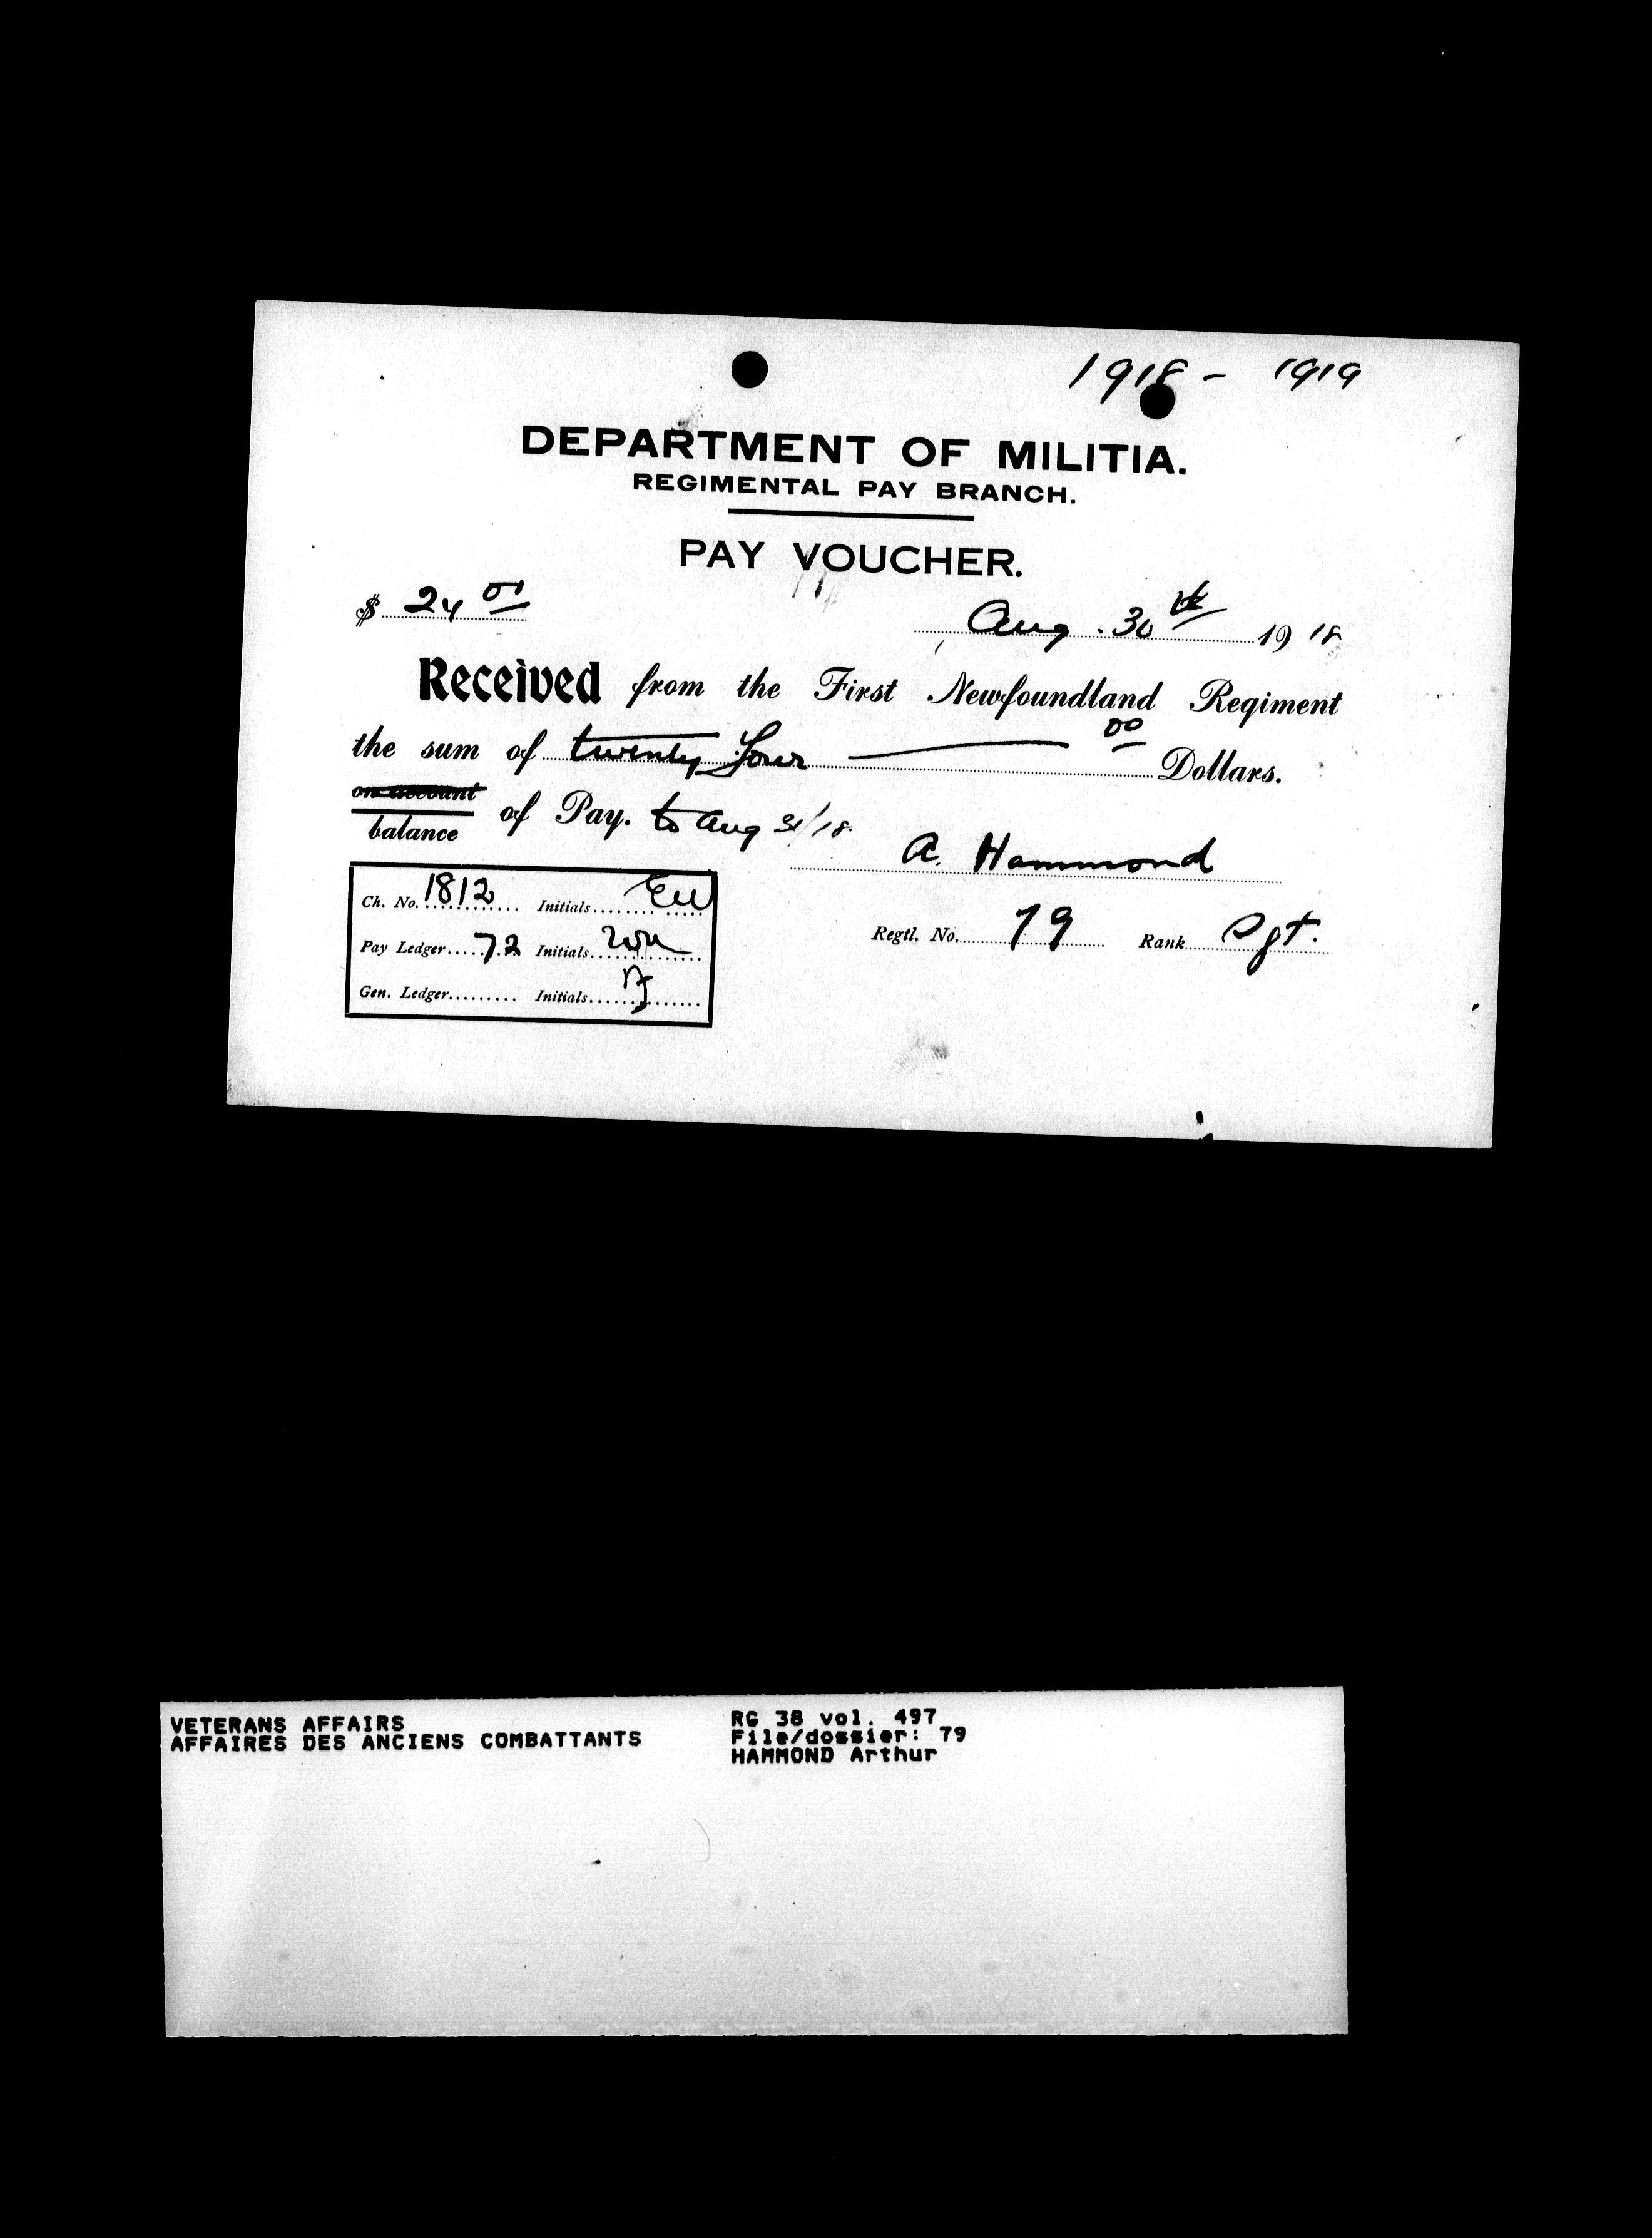 1918 - 1919
DEPARTMENT OF MILITIA.
REGIMENTAL PAY BRANCH.
PAY VOUCHER.
$ 24 00
Aug. 30th 1918
Received from the First Newfoundland Regiment
the sum of twenty four 00 Dollars.
on account
balance of Pay. to Aug 31/18
A. Hammond
Ch. No. 1812 Initials EW
Regtl. No. 79 Rank Sgt.
Pay Ledger 72 Initials
Gen. Ledger Initials
VETERANS AFFAIRS
AFFAIRES DES ANCIENS COMBATTANTS
RG 38 vol. 497
File/dossier: 79
HAMMOND Arthur